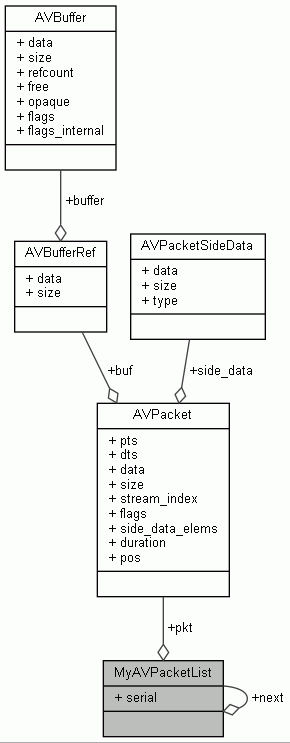 AVBuffer
+ data
+ size
+ refcount
+ free
+ opaque
+ flags
+ flags_internal
+buffer
AVBufferRef
+ data
+ size
AVPacketSideData
+ data
+ size
+ type
+buf
+side_data
AVPacket
+ pts
+ dts
+ data
+ size
+ stream_index
+ flags
+ side_data_elems
+ duration
+ pos
+pkt
MyAVPacketList
+ serial
+next